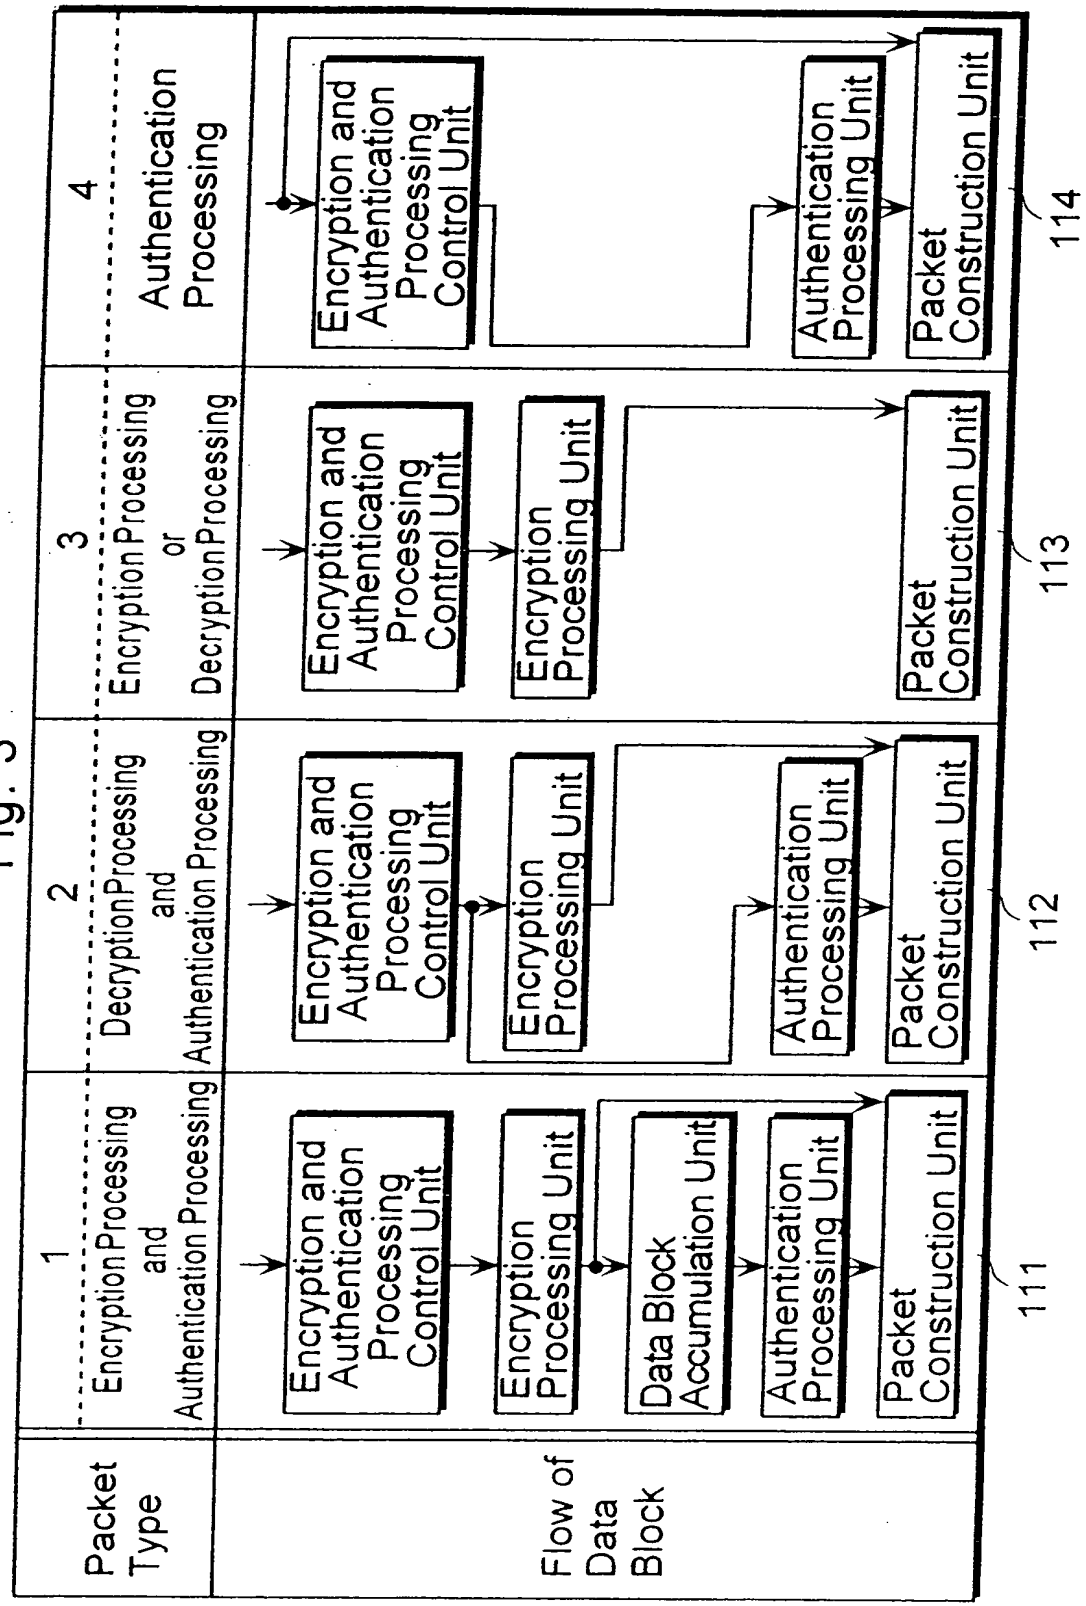 Fig. 3
Packet
Type
1
Encryption Processing
and
Authentication Processing
2
Decryption Processing
and
Authentication Processing
3
Encryption Processing
or
Decryption Processing
4
Authentication
Processing
Flow of
Data
Block
Encryption and
Authentication
Processing
Control Unit
Encryption
Processing Unit
Data Block
Accumulation Unit
Authentication
Processing Unit
Packet
Construction Unit
111
Encryption and
Authentication
Processing
Control Unit
Encryption
Processing Unit
Authentication
Processing Unit
Packet
Construction Unit
112
Encryption and
Authentication
Processing
Control Unit
Encryption
Processing Unit
Packet
Construction Unit
113
Encryption and
Authentication
Processing
Control Unit
Authentication
Processing Unit
Packet
Construction Unit
114